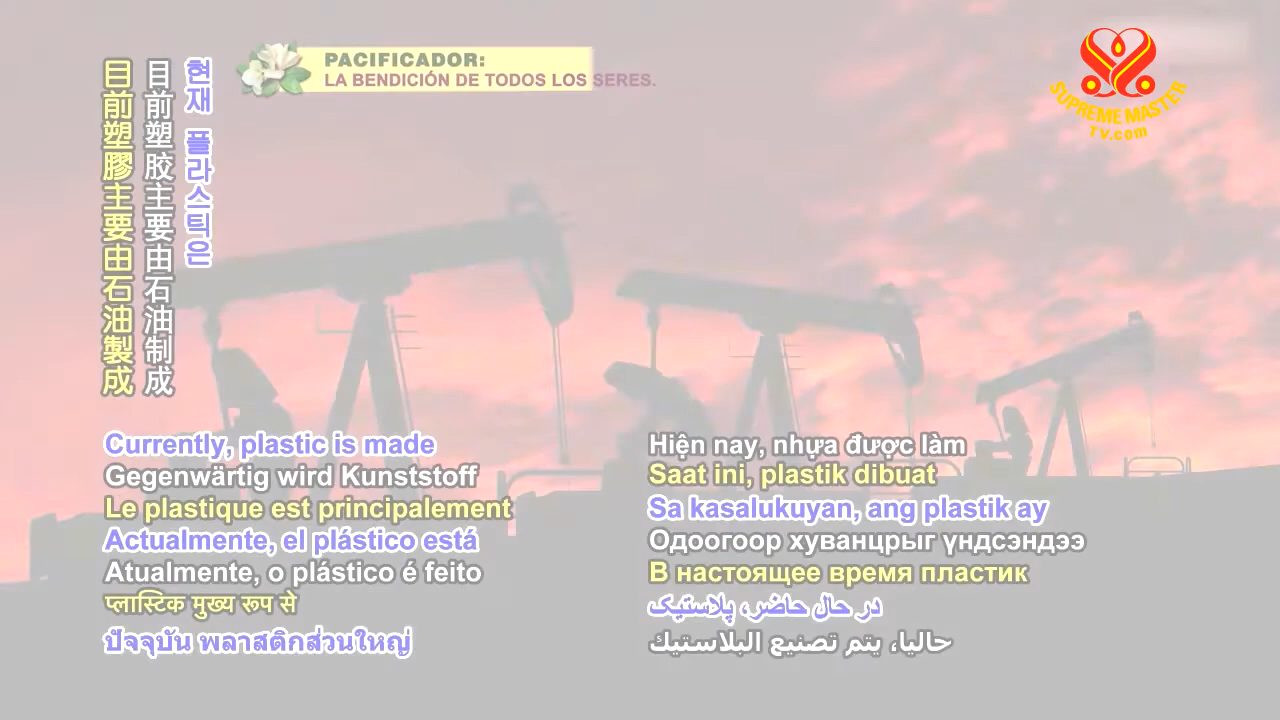 PACIFICADOR:
LA BENDICIÓN DE TODOS LOS SERES.
SUPREME MASTER
TV.com
현재 플라스틱은
目前塑胶主要由石油制成
目前塑膠主要由石油製成
Currently, plastic is made
Gegenwärtig wird Kunststoff
Le plastique est principalement
Actualmente, el plástico está
Atualmente, o plástico é feito
प्लास्टिक मुख्य रूप से
ปัจจุบัน พลาสติกส่วนใหญ่
Hiện nay, nhựa được làm
Saat ini, plastik dibuat
Sa kasalukuyan, ang plastik ay
Одоогоор хуванцрыг үндсэндээ
В настоящее время пластик
در حال حاضر، پلاستیک
حاليا، يتم تصنيع البلاستيك